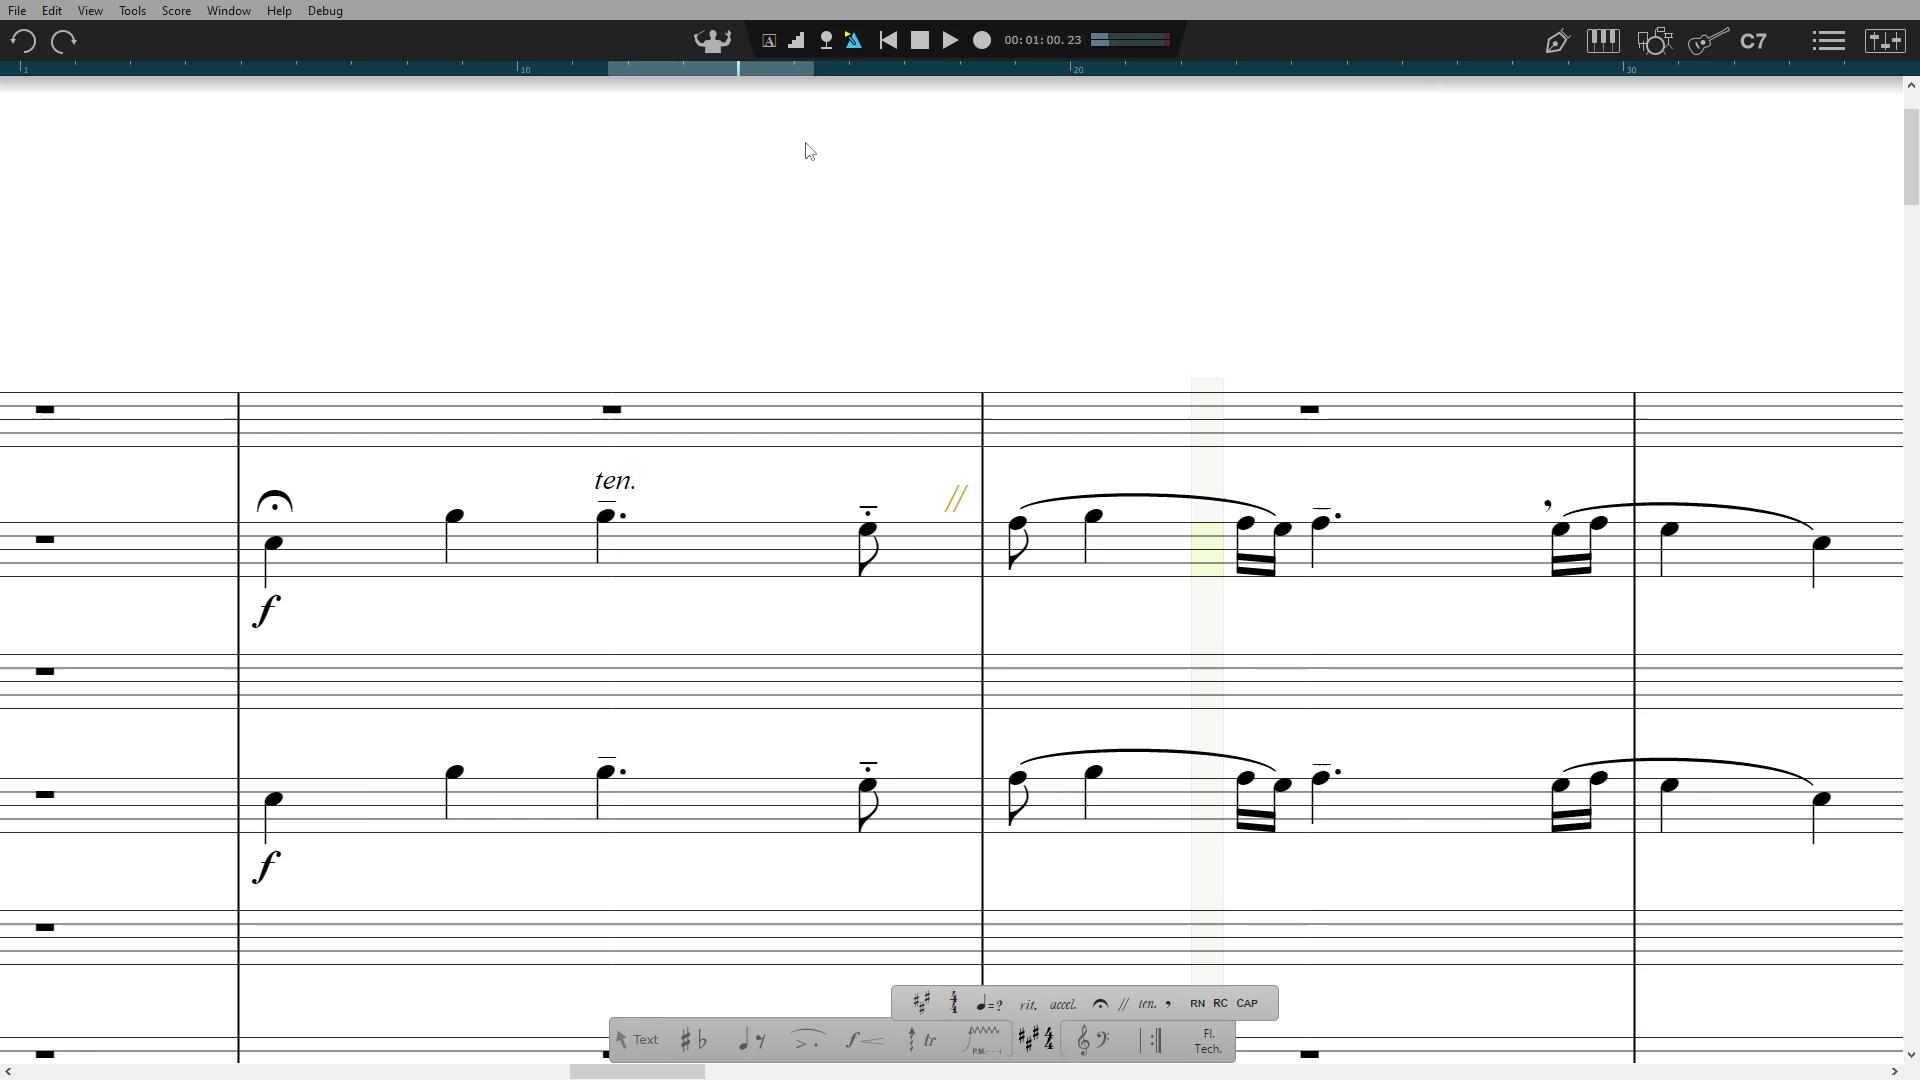 File Edit View Tools Score Window Help Debug
A 00:01:00.23 C7
1 10 20 30
ten.
f
f
=? rit. accel. // ten. , RN RC CAP
Text f tr P.M. Fl.
Tech.